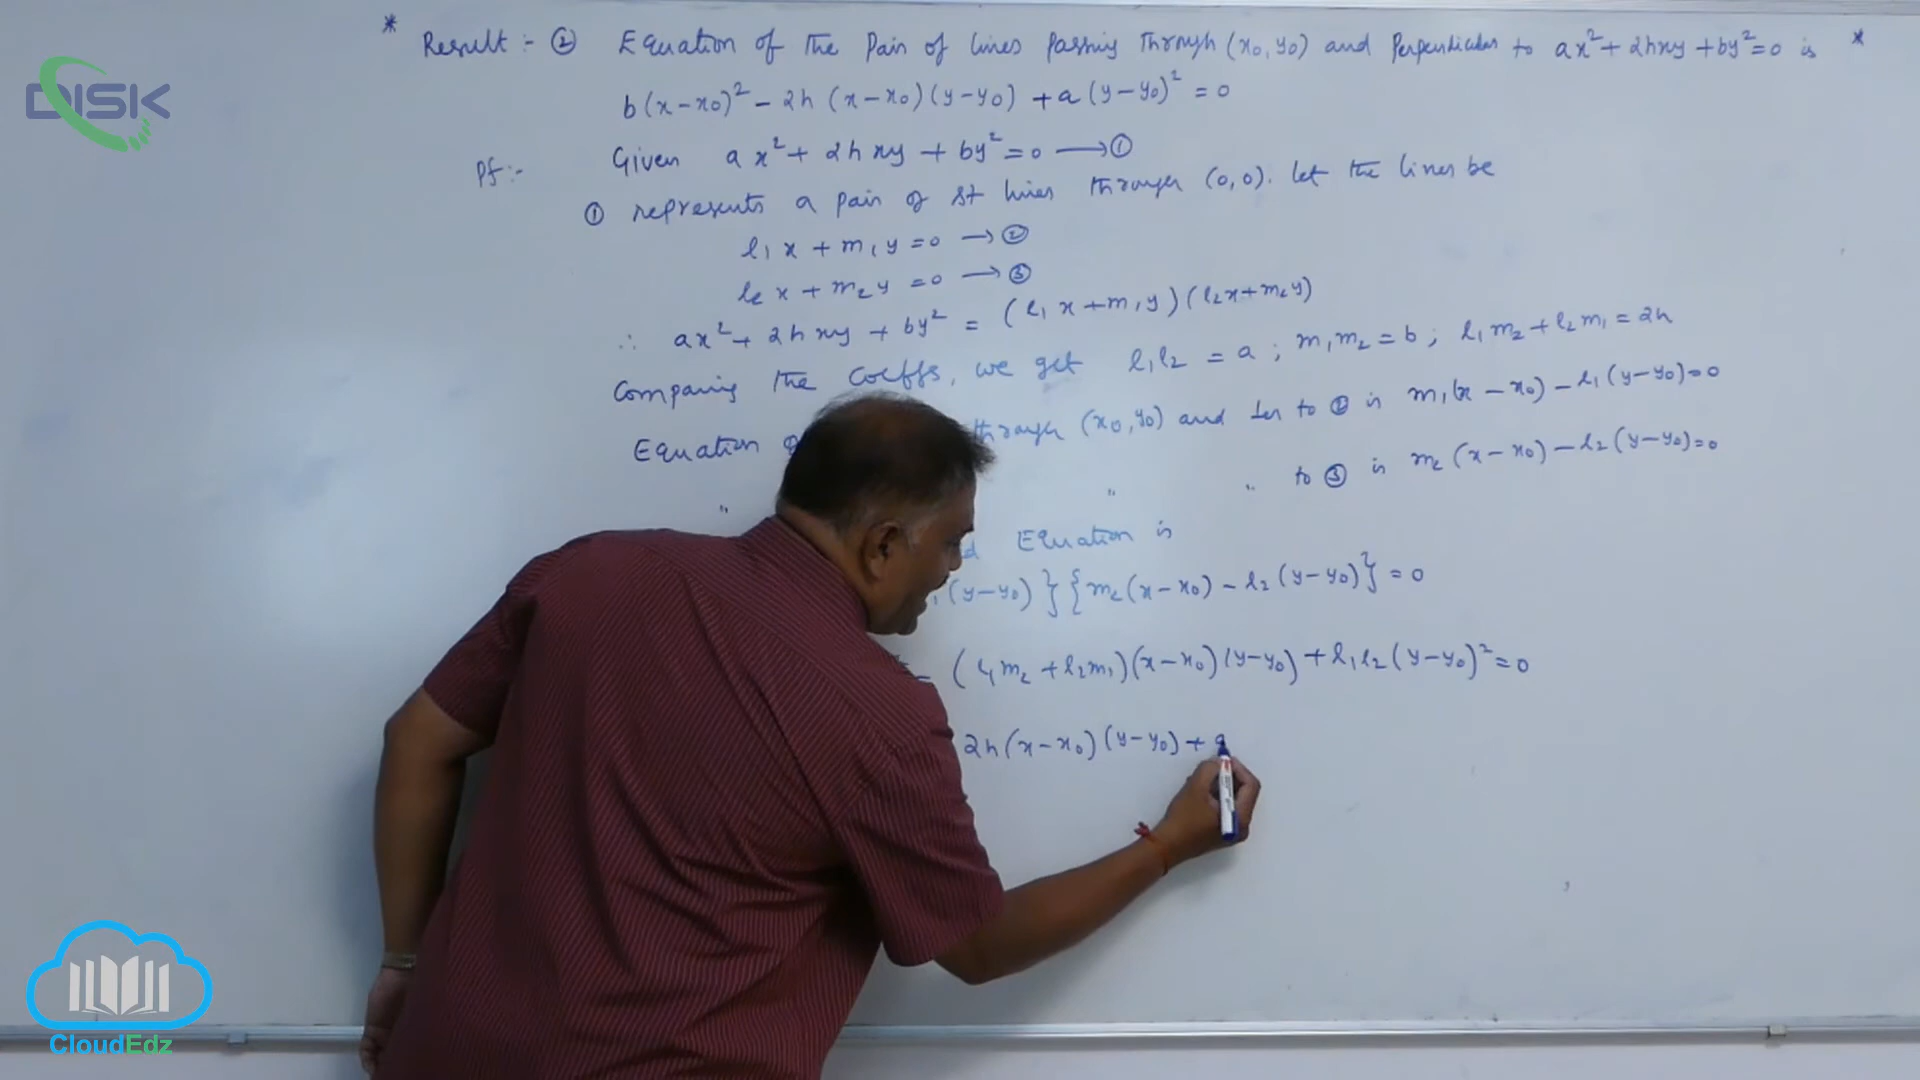 DISK
* Result :- ② Equation of the Pair of lines passing through (x₀, y₀) and Perpendicular to ax² + 2hxy + by² = 0 is *
b(x-x₀)² - 2h (x-x₀)(y-y₀) + a(y-y₀)² = 0
Pf :- Given ax² + 2hxy + by² = 0 → ①
① represents a pair of st lines through (0,0). Let the lines be
l₁x + m₁y = 0 → ②
l₂x + m₂y = 0 → ③
∴ ax² + 2hxy + by² = (l₁x + m₁y)(l₂x + m₂y)
Comparing the coeffs, we get l₁l₂ = a ; m₁m₂ = b ; l₁m₂ + l₂m₁ = 2h
Equation through (x₀, y₀) and ⊥er to ② is m₁(x-x₀) - l₁(y-y₀) = 0
" " " to ③ is m₂(x-x₀) - l₂(y-y₀) = 0
Equation is
(y-y₀)}{m₂(x-x₀) - l₂(y-y₀)} = 0
- (l₁m₂ + l₂m₁)(x-x₀)(y-y₀) + l₁l₂(y-y₀)² = 0
2h(x-x₀)(y-y₀) + a
CloudEdz